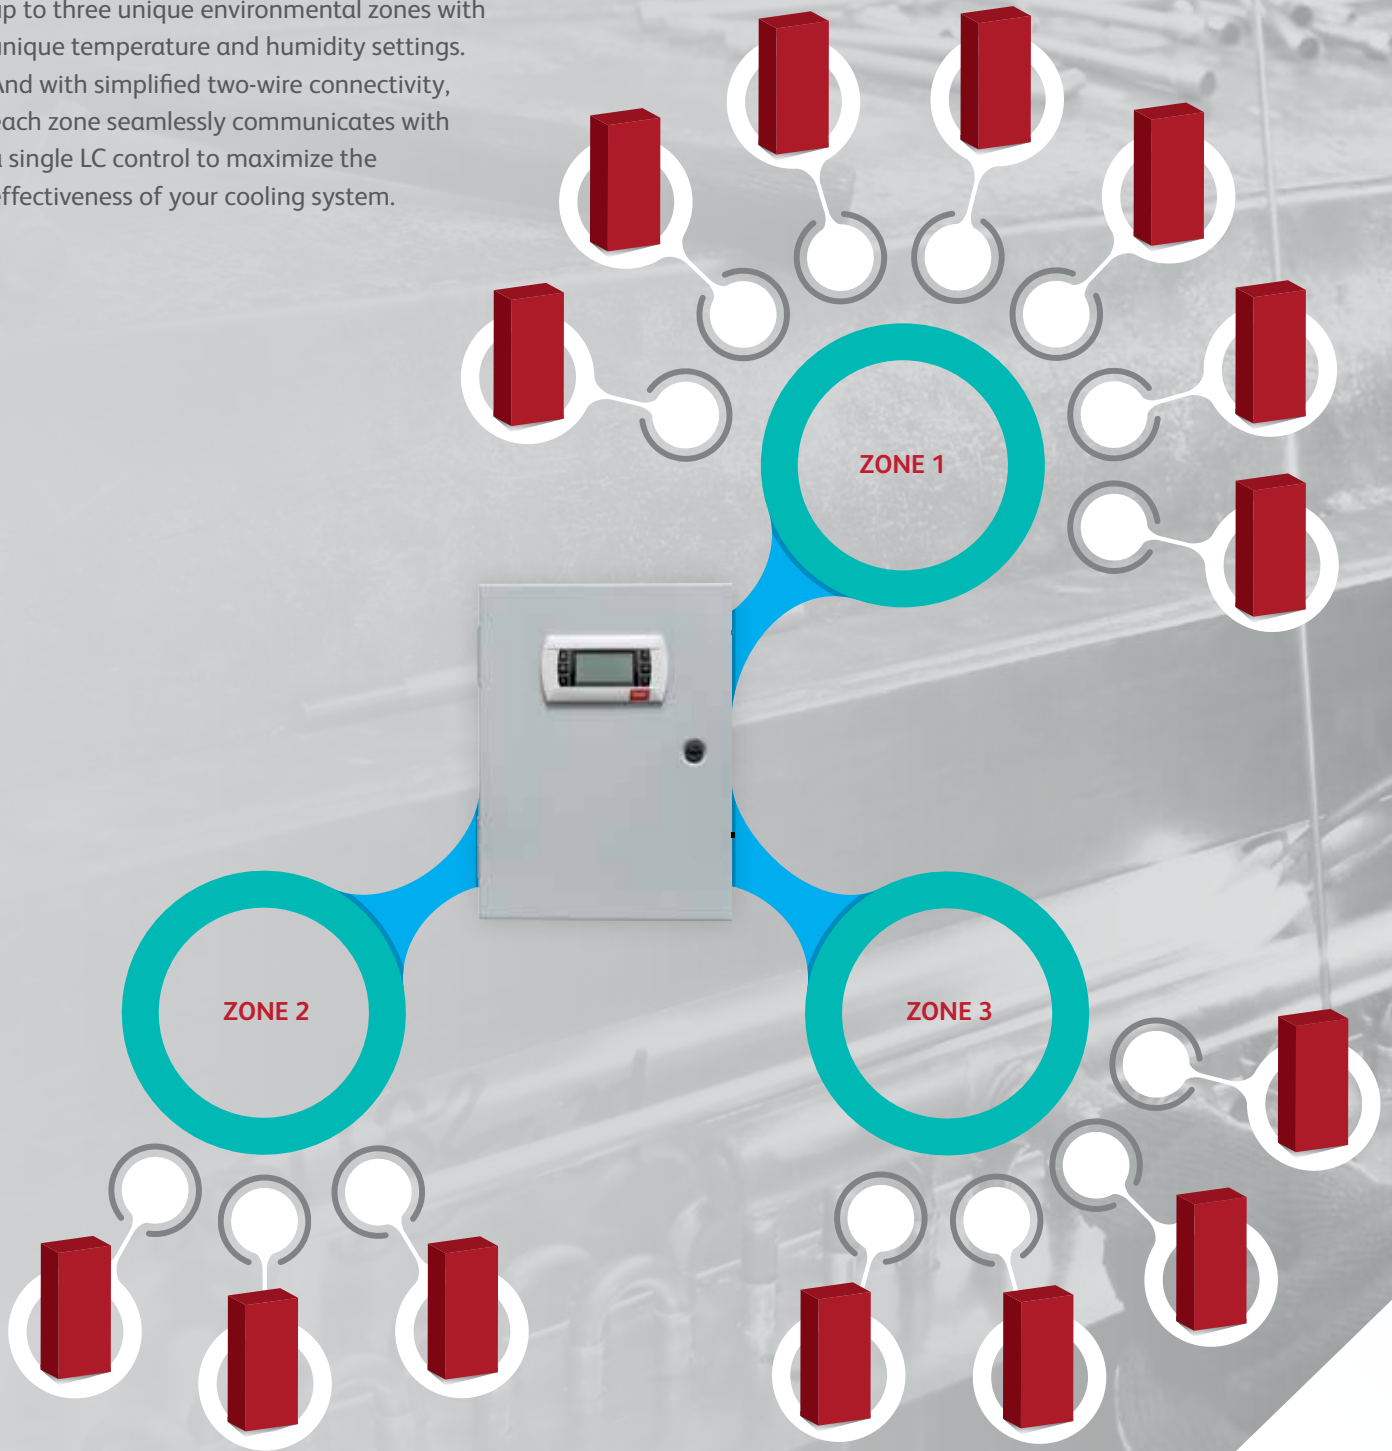 up to three unique environmental zones with
unique temperature and humidity settings.
And with simplified two-wire connectivity,
each zone seamlessly communicates with
a single LC control to maximize the
effectiveness of your cooling system.
ZONE 1
ZONE 2
ZONE 3